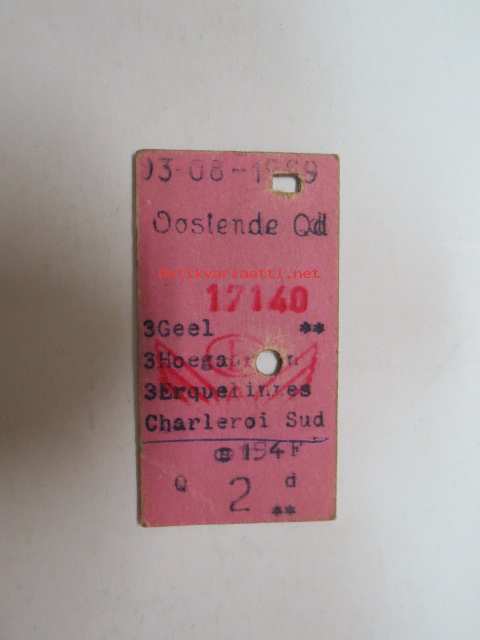 03-08-1969
Oostende Qd
Antikvariaatti.net
17140
3Geel **
3Erquelinnes
Charleroi Sud
194F
Q 2 d
**